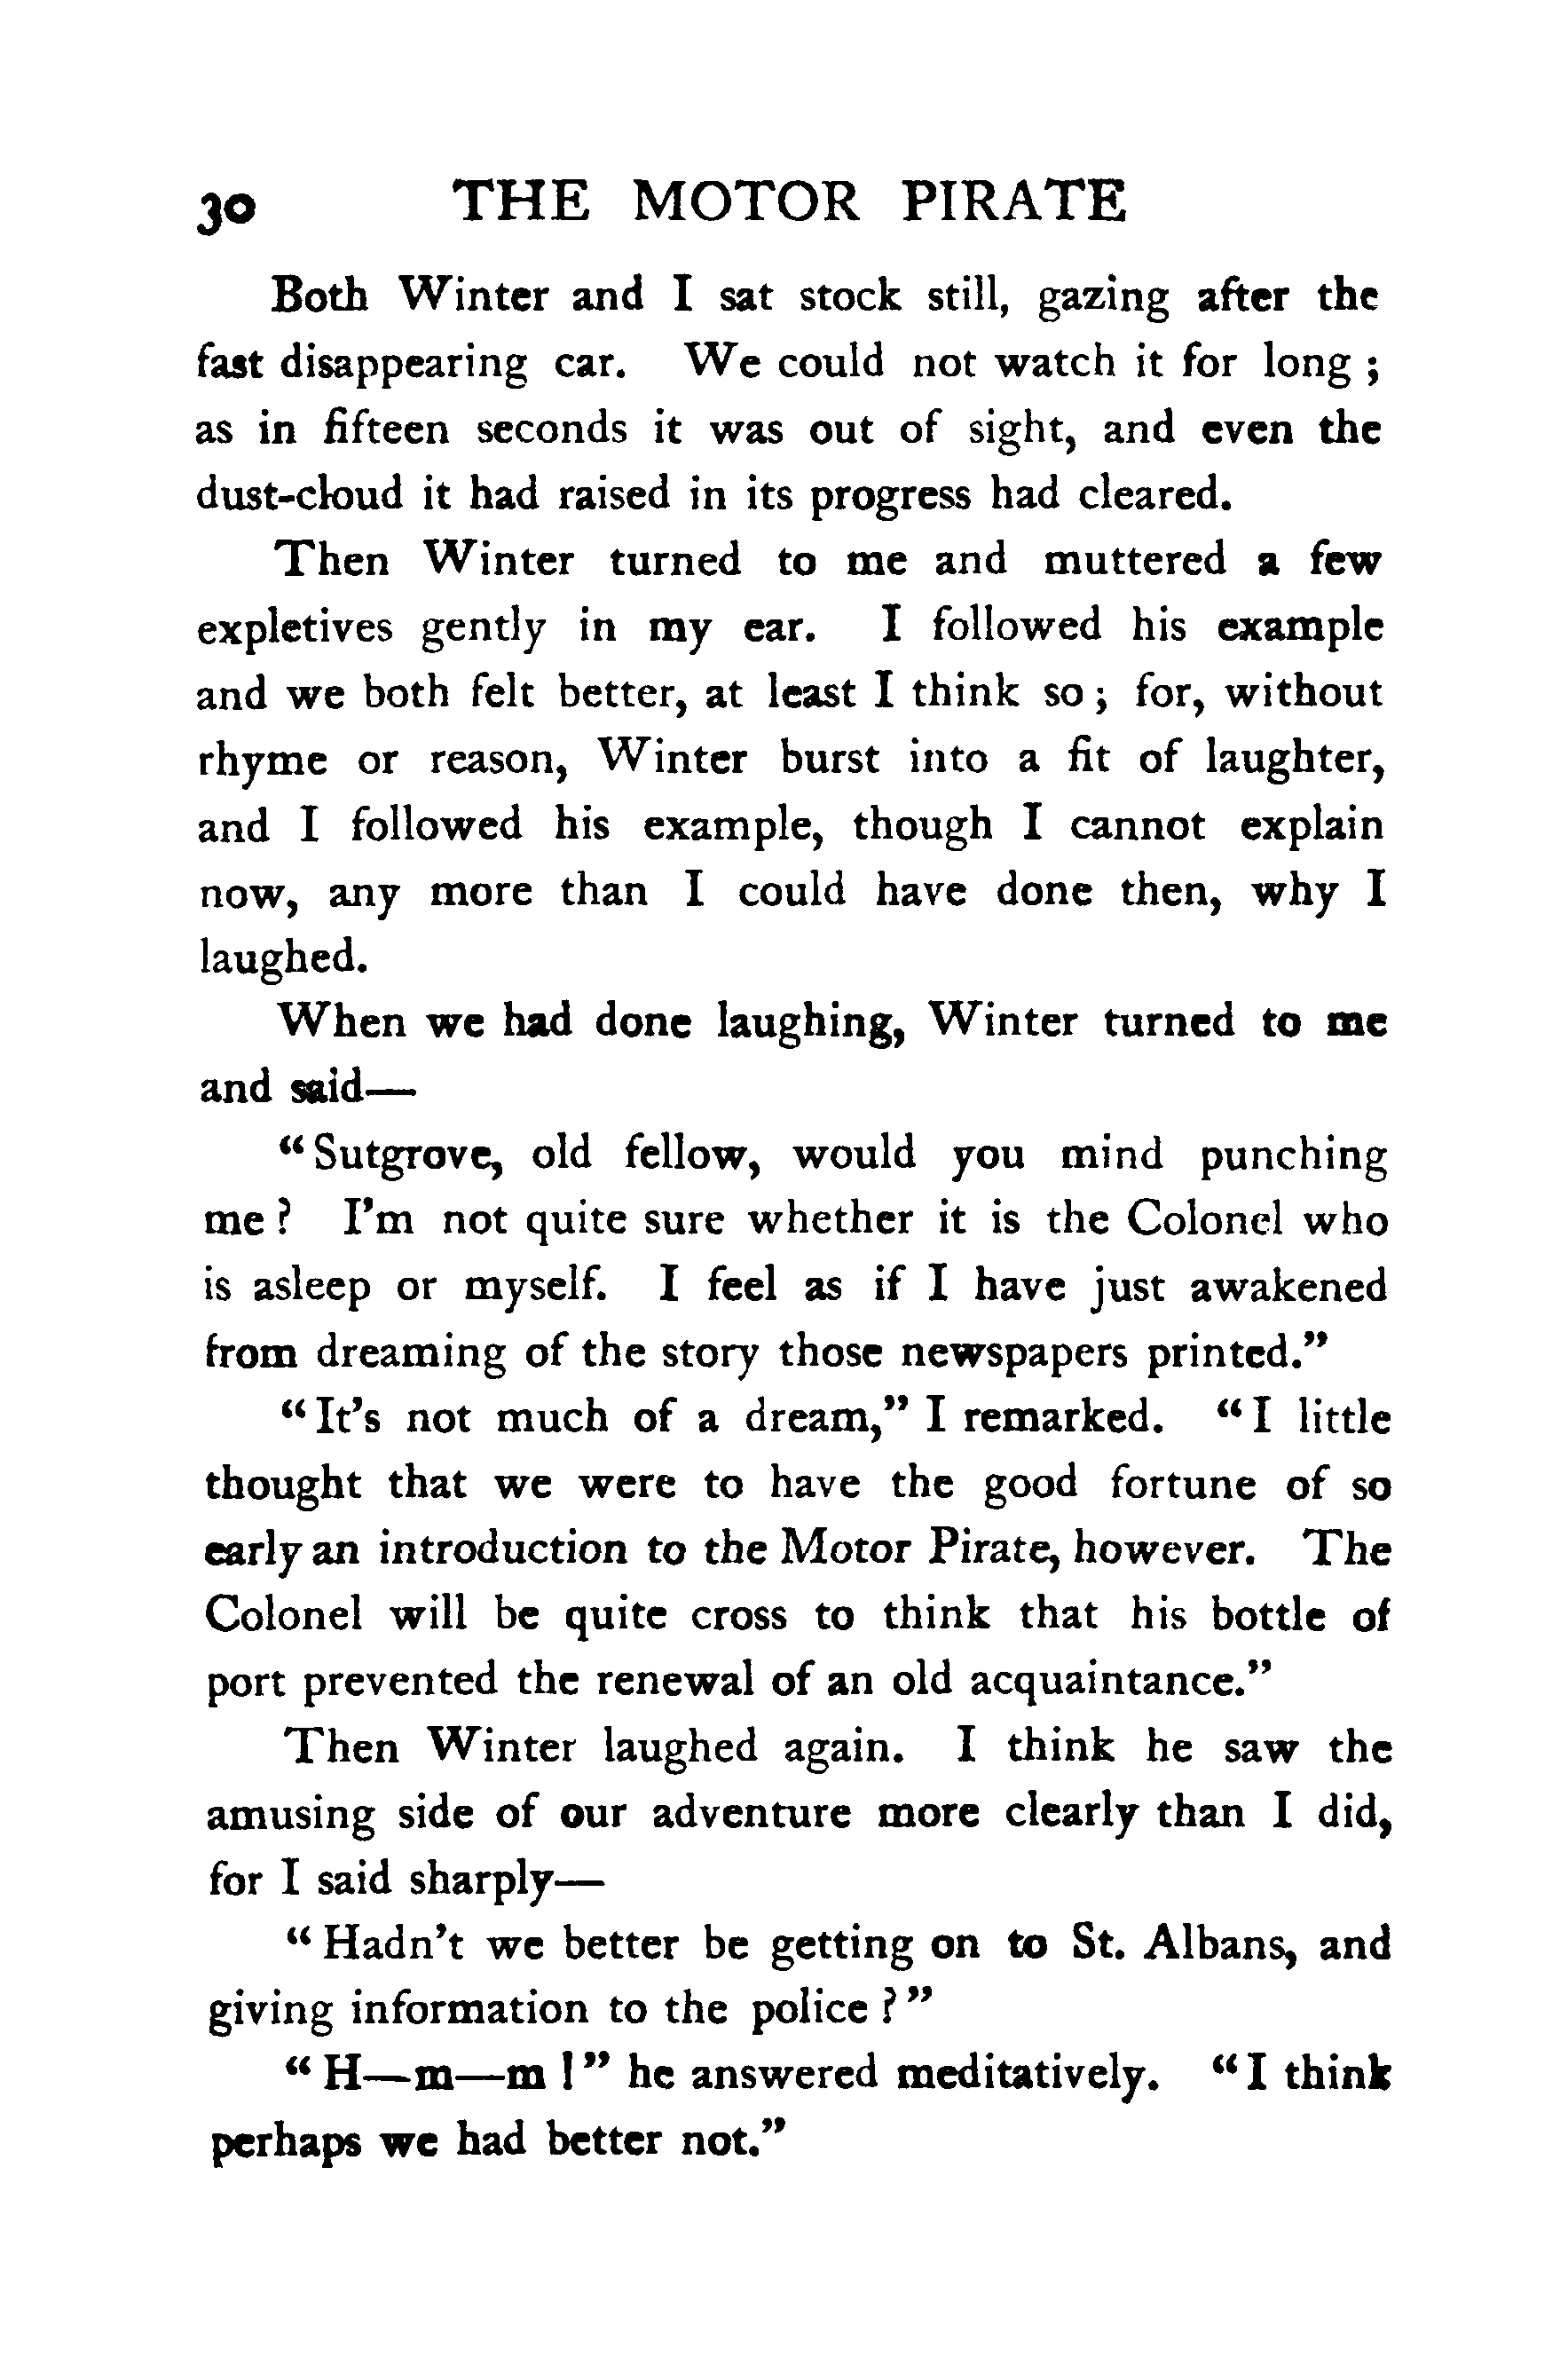 30 THE MOTOR PIRATE
Both Winter and I sat stock still, gazing after the
fast disappearing car. We could not watch it for long ;
as in fifteen seconds it was out of sight, and even the
dust-cloud it had raised in its progress had cleared.
Then Winter turned to me and muttered a few
expletives gently in my ear. I followed his example
and we both felt better, at least I think so ; for, without
rhyme or reason, Winter burst into a fit of laughter,
and I followed his example, though I cannot explain
now, any more than I could have done then, why I
laughed.
When we had done laughing, Winter turned to me
and said—
“ Sutgrove, old fellow, would you mind punching
me ? I’m not quite sure whether it is the Colonel who
is asleep or myself. I feel as if I have just awakened
from dreaming of the story those newspapers printed.”
“ It’s not much of a dream,” I remarked. “ I little
thought that we were to have the good fortune of so
early an introduction to the Motor Pirate, however. The
Colonel will be quite cross to think that his bottle of
port prevented the renewal of an old acquaintance.”
Then Winter laughed again. I think he saw the
amusing side of our adventure more clearly than I did,
for I said sharply—
“ Hadn’t we better be getting on to St. Albans, and
giving information to the police ? ”
“ H—m—m ! ” he answered meditatively. “ I think
perhaps we had better not.”